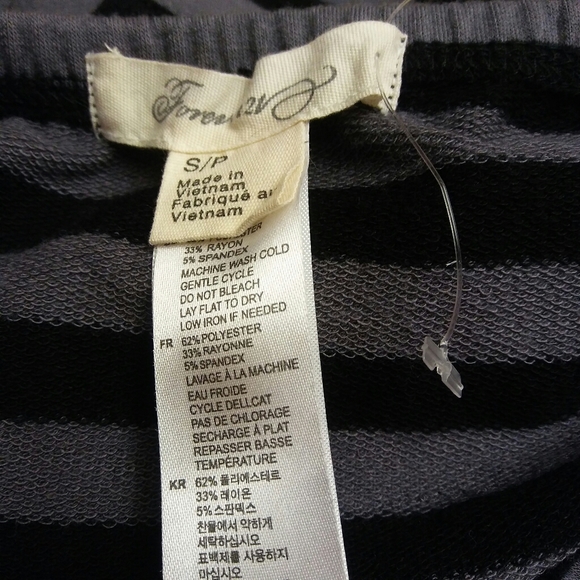 Forever 21
S/P
Made in
Vietnam
Fabriqué a
Vietnam
33% RAYON
5% SPANDEX
MACHINE WASH COLD
GENTLE CYCLE
DO NOT BLEACH
LAY FLAT TO DRY
LOW IRON IF NEEDED
FR 62% POLYESTER
33% RAYONNE
5% SPANDEX
LAVAGE À LA MACHINE
EAU FROIDE
CYCLE DELLCAT
PAS DE CHLORAGE
SECHARGE À PLAT
REPASSER BASSE
TEMPÉRATURE
KR 62% 폴리에스테르
33% 레이온
5% 스판덱스
찬물에서 약하게
세탁하십시오
표백제를 사용하지
마십시오